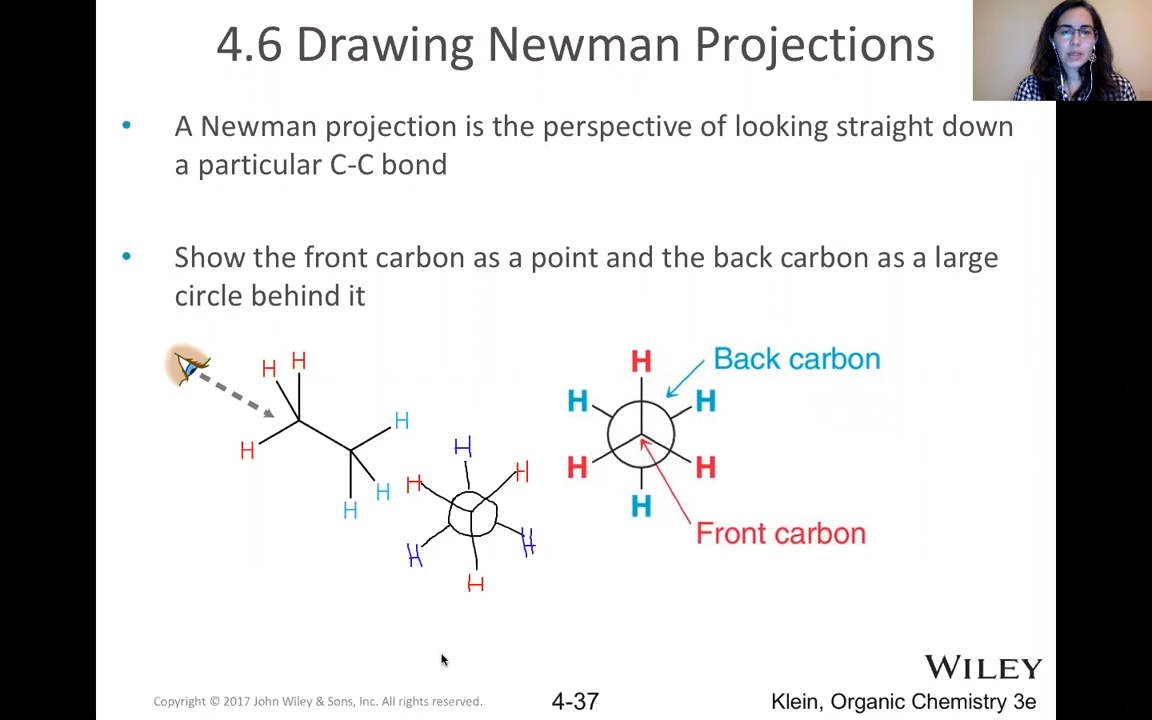 4.6 Drawing Newman Projections
• A Newman projection is the perspective of looking straight down
a particular C-C bond
• Show the front carbon as a point and the back carbon as a large
circle behind it
H H
H
H
H
H
H
H
H
H
H
H
H
Back carbon
H
H
H
H
H
Front carbon
WILEY
Copyright © 2017 John Wiley & Sons, Inc. All rights reserved.
4-37
Klein, Organic Chemistry 3e